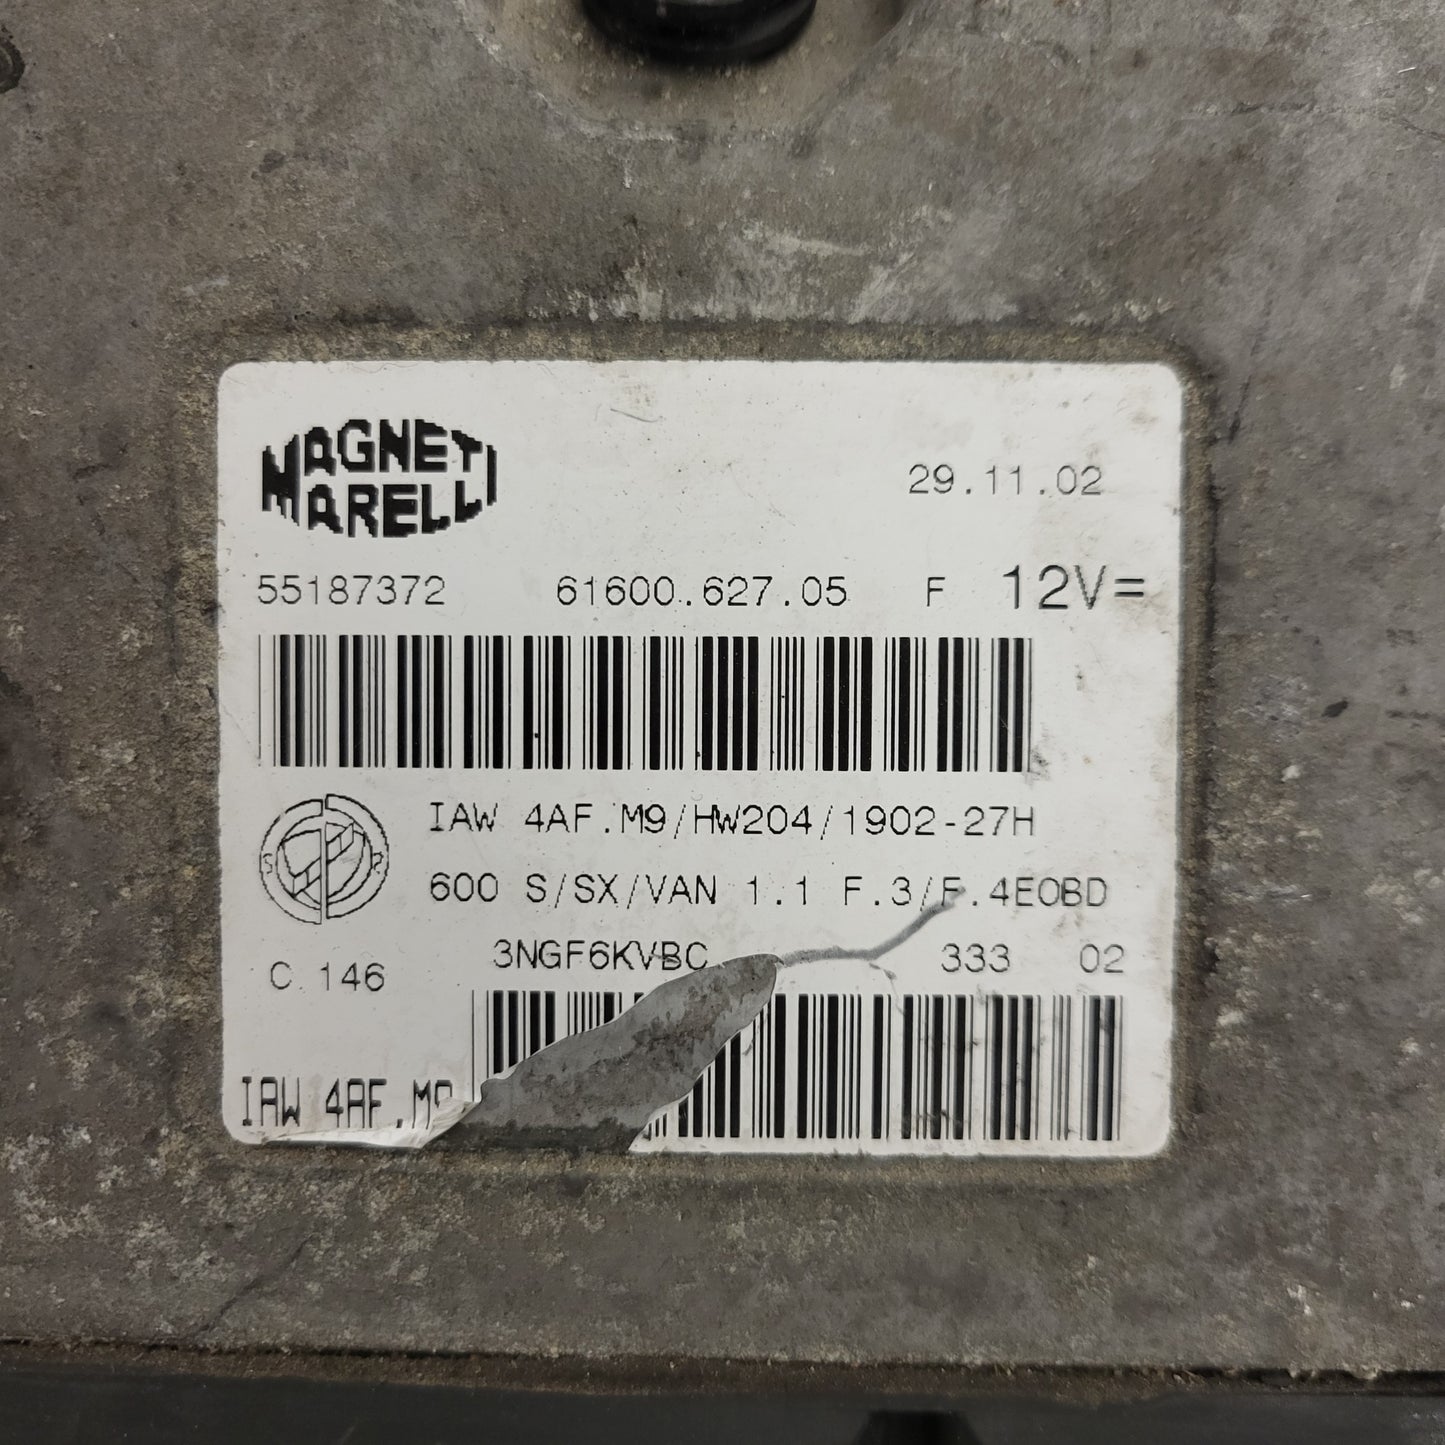 MAGNETI
MARELLI
29.11.02
55187372 61600.627.05 F 12V=
IAW 4AF.M9/HW204/1902-27H
S R
600 S/SX/VAN 1.1 F.3/F.4EOBD
C.146 3NGF6KVBC 333 02
IAW 4AF.M9